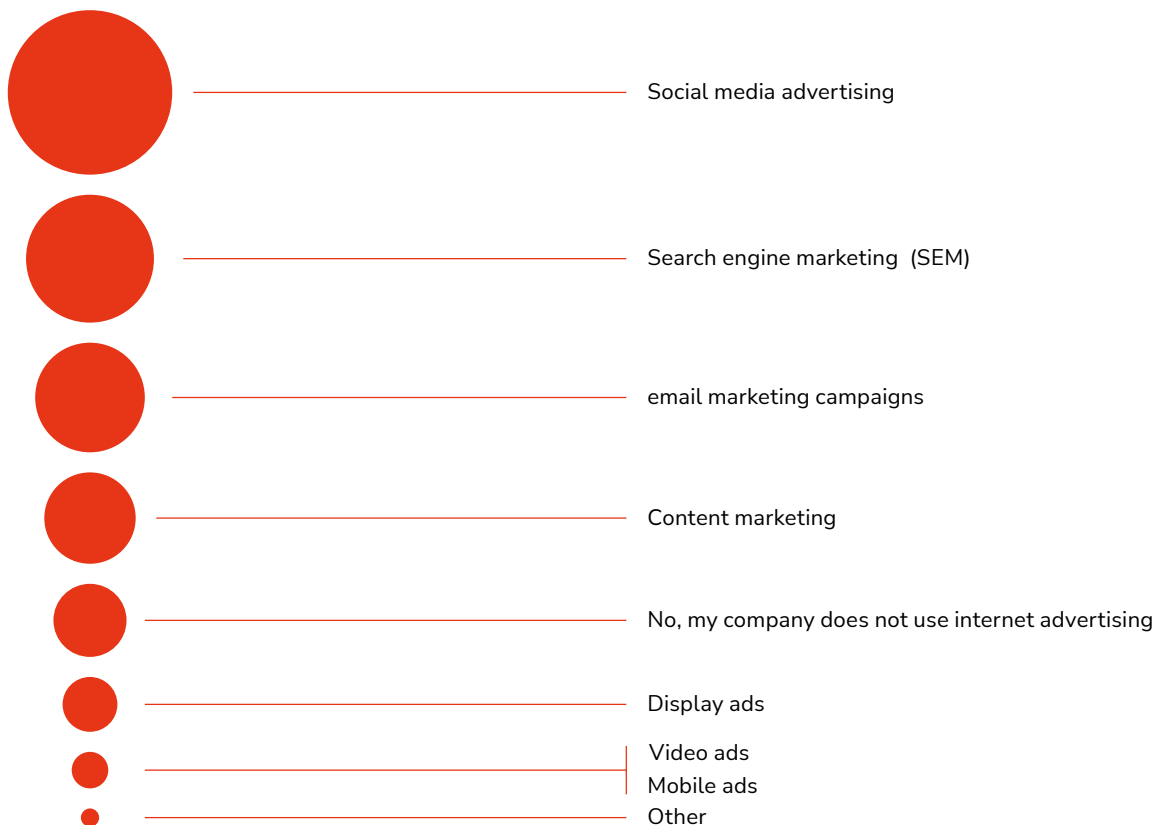 Social media advertising
Search engine marketing  (SEM)
email marketing campaigns
Content marketing
No, my company does not use internet advertising
Display ads
Video ads
Mobile ads
Other